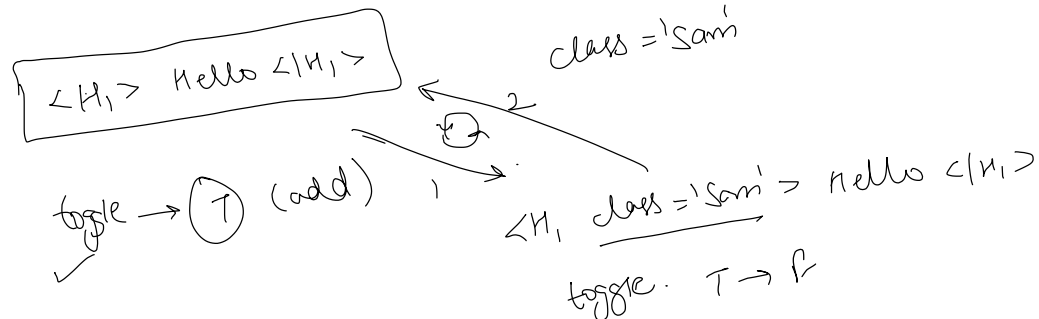 class ='Sam'
<H1> Hello </H1>
2
toggle → T (add)
1
<H1 class ='Sam' > Hello </H1>
toggle. T →